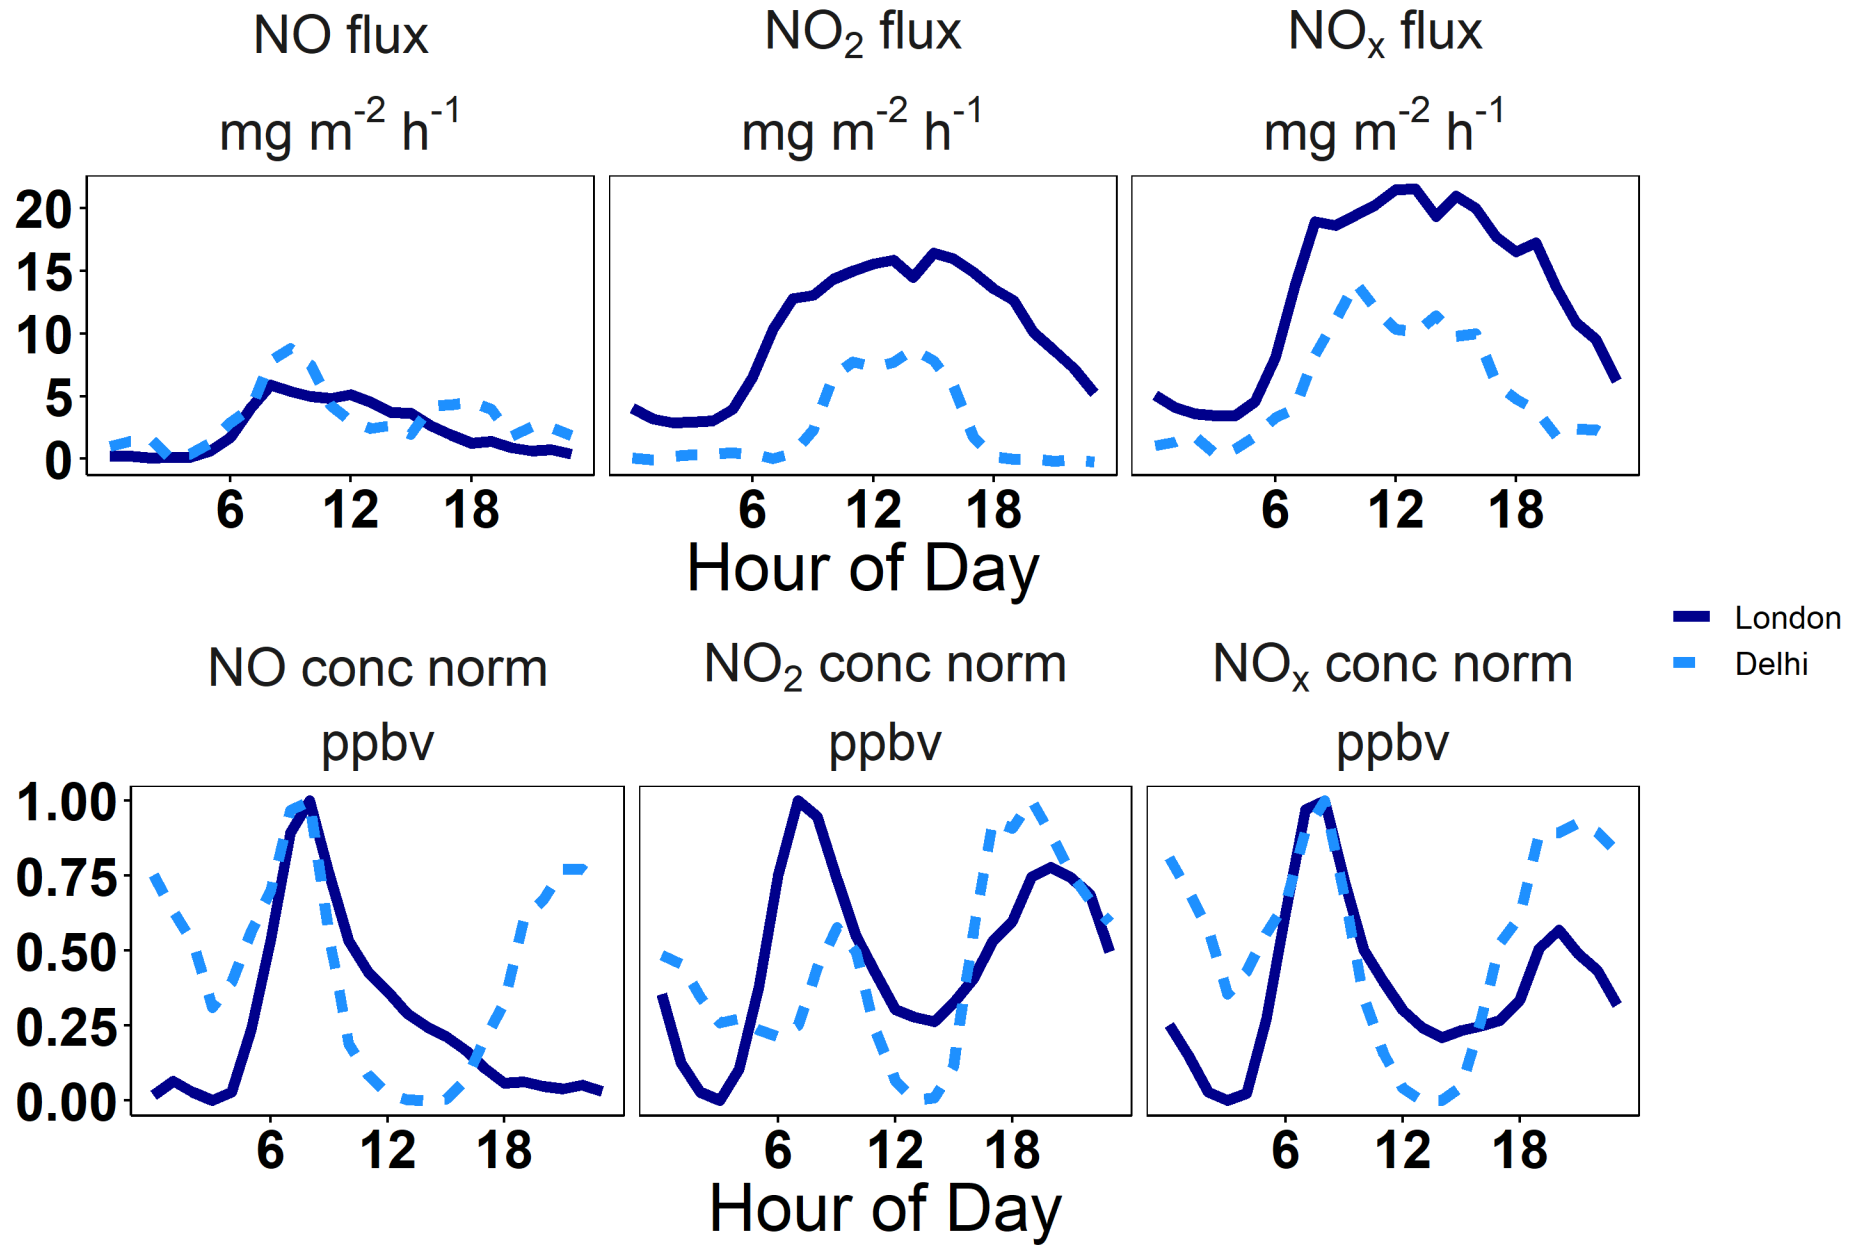 NO flux
mg m⁻² h⁻¹
NO₂ flux
mg m⁻² h⁻¹
NOₓ flux
mg m⁻² h⁻¹
20
15
10
5
0
6 12 18
6 12 18
6 12 18
Hour of Day
London
Delhi
NO conc norm
ppbv
NO₂ conc norm
ppbv
NOₓ conc norm
ppbv
1.00
0.75
0.50
0.25
0.00
6 12 18
6 12 18
6 12 18
Hour of Day